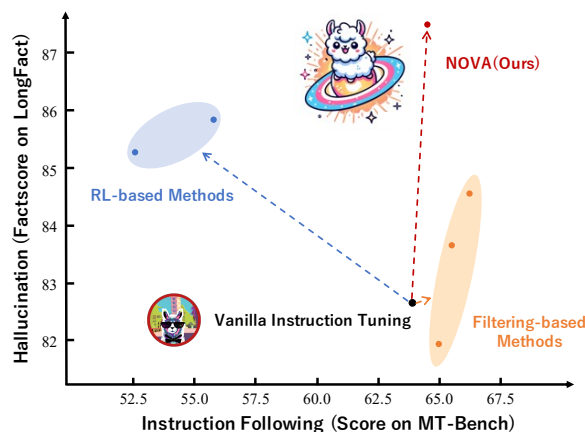 Hallucination (Factscore on LongFact)
87
86
85
84
83
82
NOVA(Ours)
RL-based Methods
Vanilla Instruction Tuning
Filtering-based
Methods
52.5 55.0 57.5 60.0 62.5 65.0 67.5
Instruction Following (Score on MT-Bench)